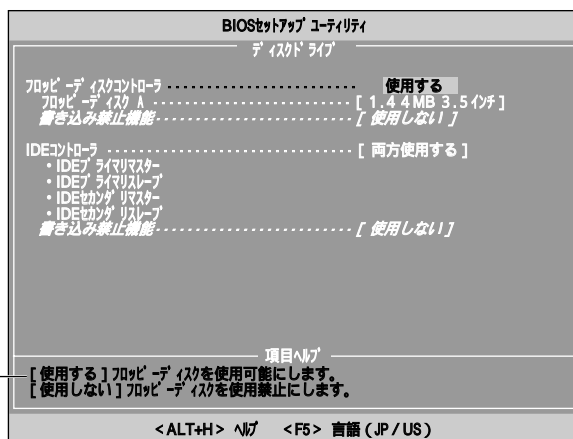 BIOSセットアップ ユーティリティ
ディスクドライブ
フロッピーディスクコントローラ ························ 使用する
フロッピーディスク A ························ [ 1.44MB 3.5インチ ]
書き込み禁止機能 ························ [ 使用しない ]
IDEコントローラ ························ [ 両方使用する ]
・IDEプライマリマスター
・IDEプライマリスレーブ
・IDEセカンダリマスター
・IDEセカンダリスレーブ
書き込み禁止機能 ························ [ 使用しない ]
項目ヘルプ
[ 使用する ] フロッピーディスクを使用可能にします。
[ 使用しない ] フロッピーディスクを使用禁止にします。
<ALT+H> ヘルプ <F5> 言語 ( JP / US )